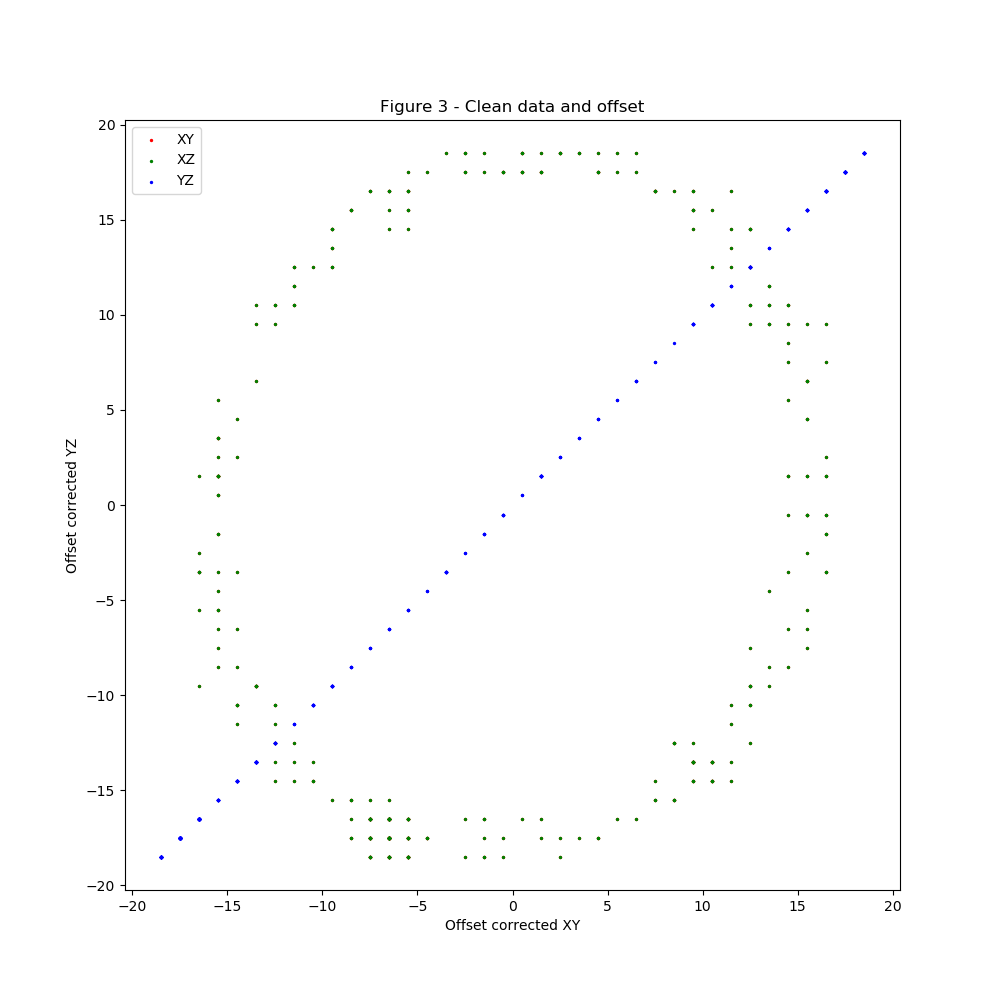 Figure 3 - Clean data and offset
XY
XZ
YZ
20
15
10
5
0
−5
−10
−15
−20
Offset corrected YZ
−20 −15 −10 −5 0 5 10 15 20
Offset corrected XY